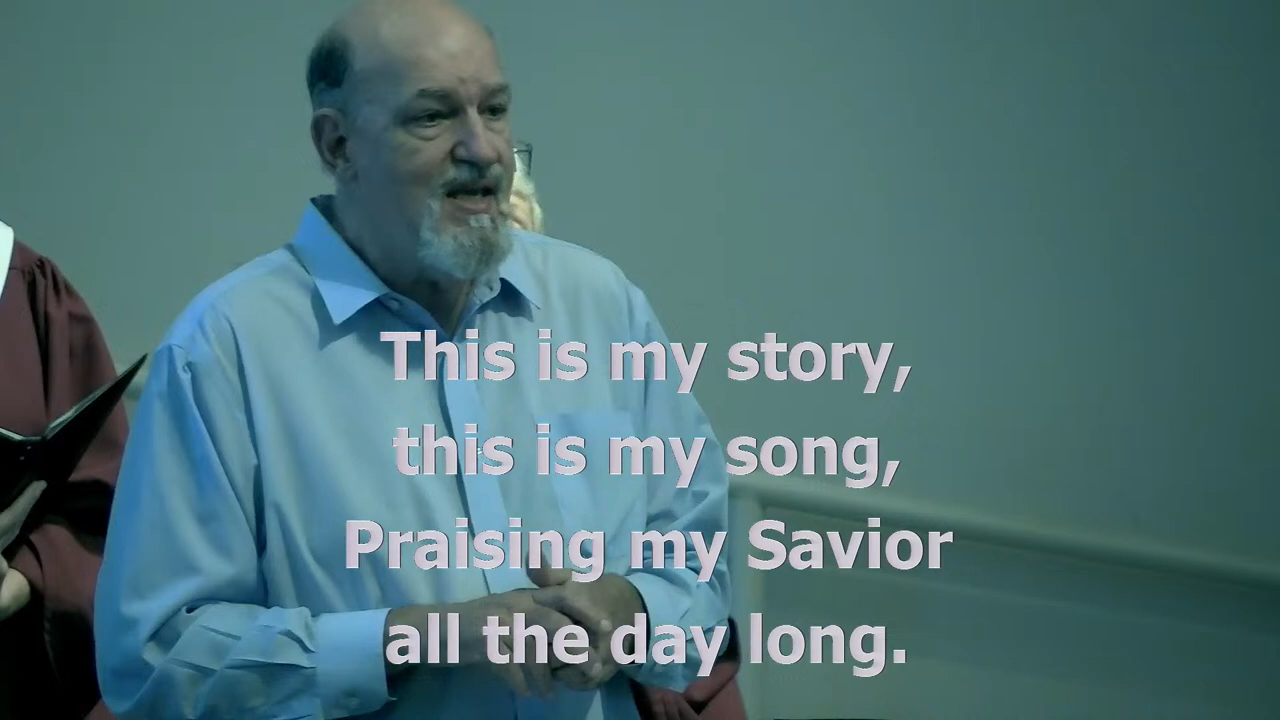 This is my story,
this is my song,
Praising my Savior
all the day long.